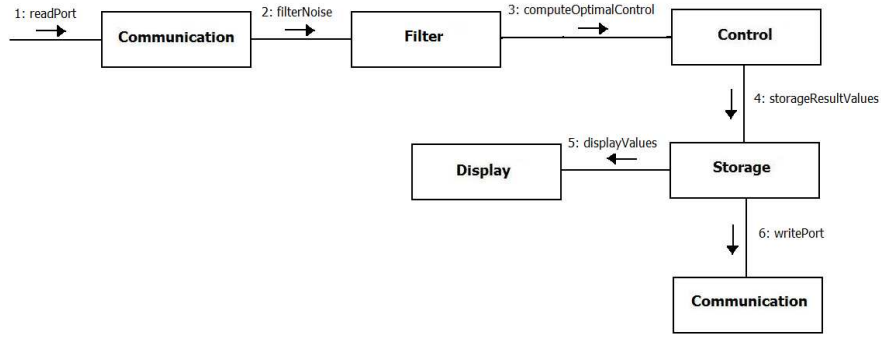 1: readPort
Communication
2: filterNoise
Filter
3: computeOptimalControl
Control
4: storageResultValues
Storage
5: displayValues
Display
6: writePort
Communication